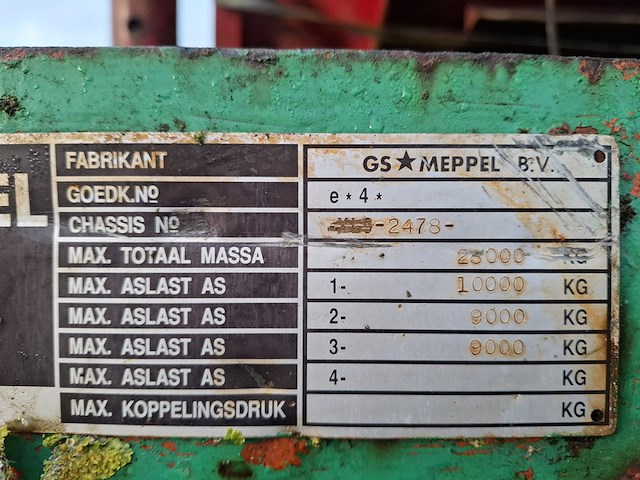 EL
FABRIKANT GS★MEPPEL B.V.
GOEDK.Nº e*4*
CHASSIS Nº -2478-
MAX. TOTAAL MASSA 28000 KG
MAX. ASLAST AS 1- 10000 KG
MAX. ASLAST AS 2- 9000 KG
MAX. ASLAST AS 3- 9000 KG
MAX. ASLAST AS 4- KG
MAX. KOPPELINGSDRUK KG